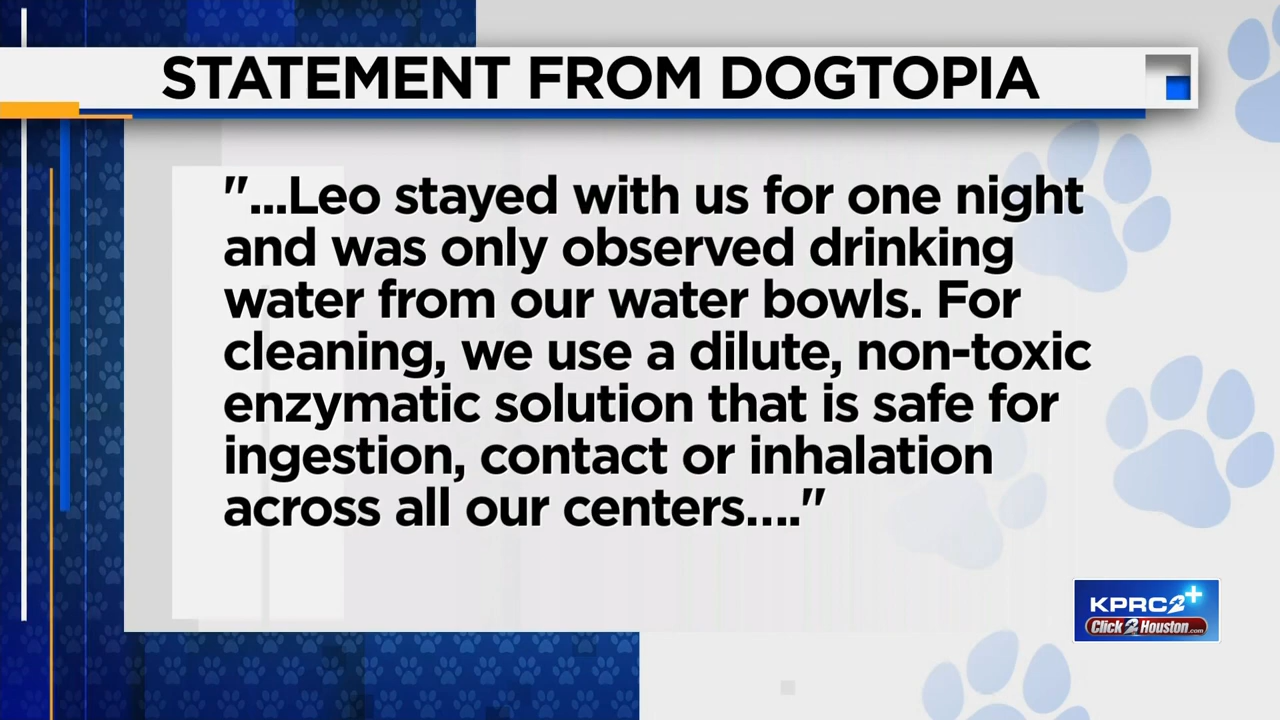 STATEMENT FROM DOGTOPIA
"...Leo stayed with us for one night
and was only observed drinking
water from our water bowls. For
cleaning, we use a dilute, non-toxic
enzymatic solution that is safe for
ingestion, contact or inhalation
across all our centers...."
KPRC2+
Click2Houston.com